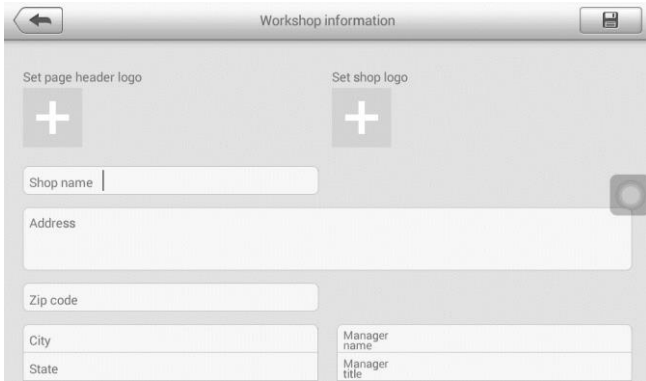 Workshop information
Set page header logo
Set shop logo
Shop name
Address
Zip code
City
Manager
name
State
Manager
title